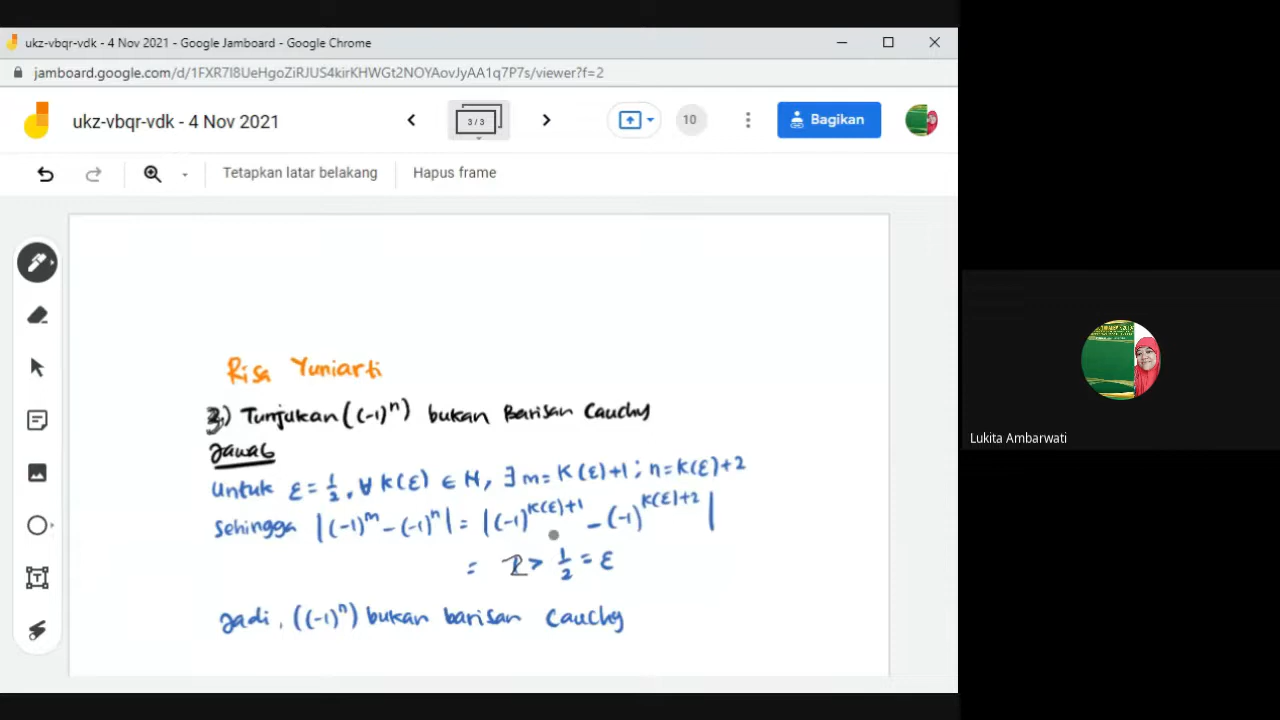 ukz-vbqr-vdk - 4 Nov 2021 - Google Jamboard - Google Chrome
jamboard.google.com/d/1FXR7I8UeHgoZiRJUS4kirKHWGt2NOYAovJyAA1q7P7s/viewer?f=2
ukz-vbqr-vdk - 4 Nov 2021
3 / 3
10
Bagikan
Tetapkan latar belakang
Hapus frame
Risa Yuniarti
3) Tunjukan ((-1)ⁿ) bukan Barisan Cauchy
Jawab
Untuk ε = 1/2, ∀ K(ε) ∈ N, ∃ m = K(ε)+1 ; n = K(ε)+2
Sehingga |(-1)^m - (-1)^n| = |(-1)^{K(ε)+1} - (-1)^{K(ε)+2}|
= 2 > 1/2 = ε
Jadi, ((-1)ⁿ) bukan barisan Cauchy
Lukita Ambarwati